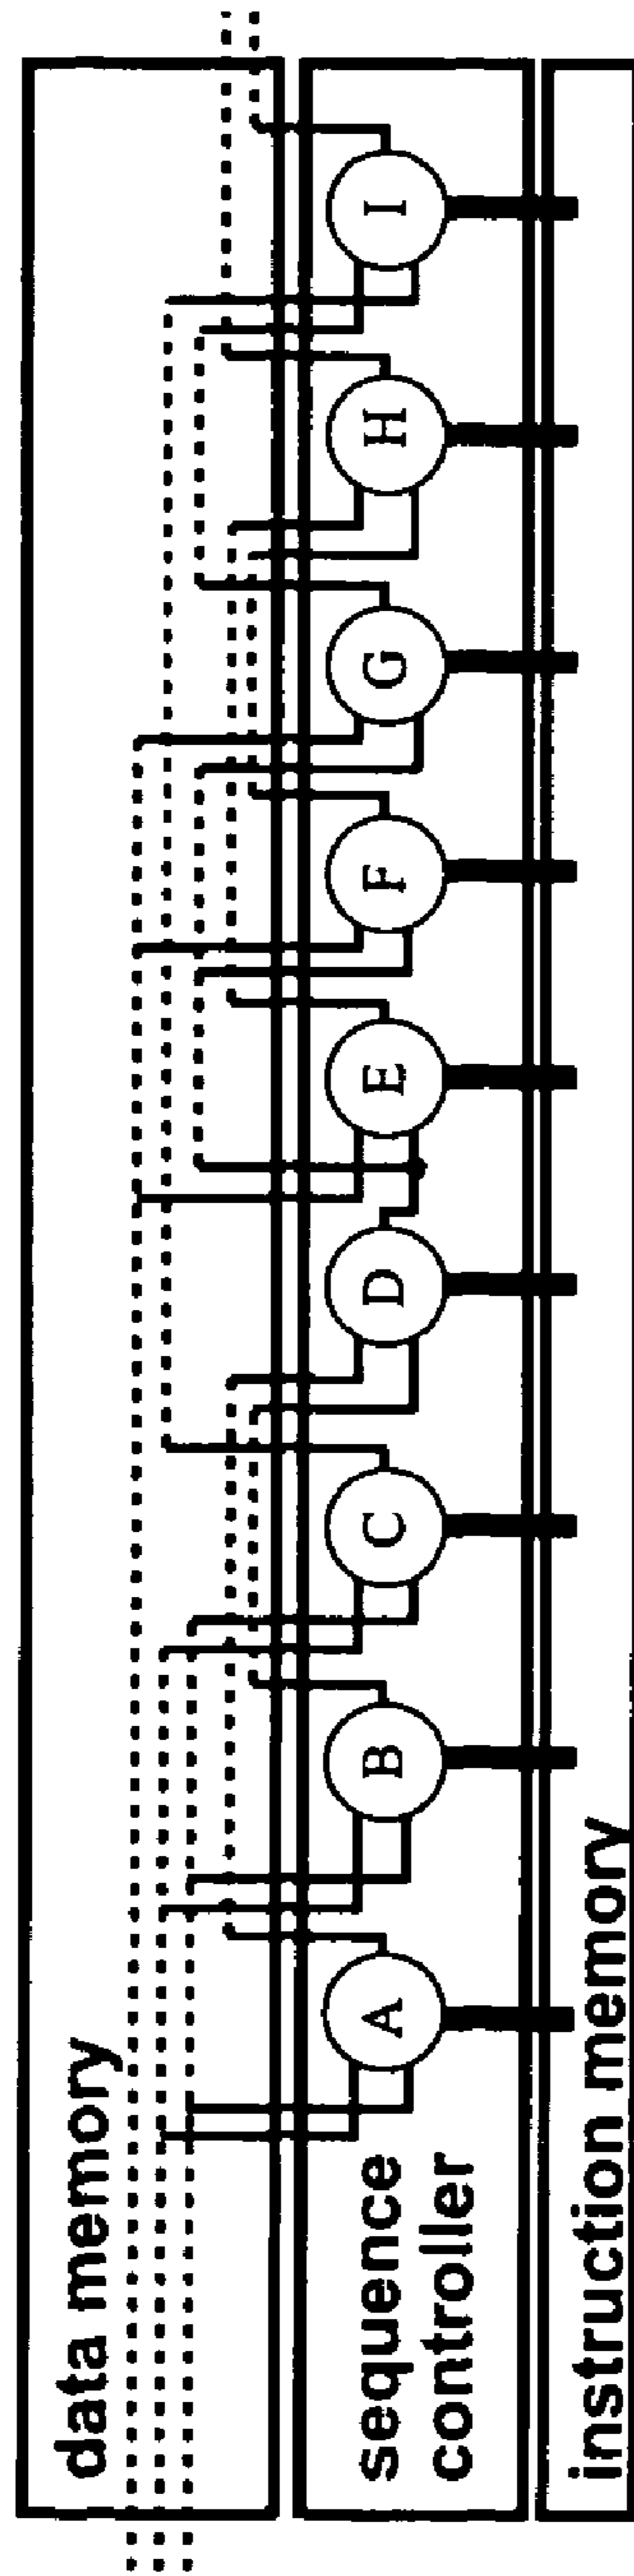 data memory
sequence
controller
A
B
C
D
E
F
G
H
I
instruction memory